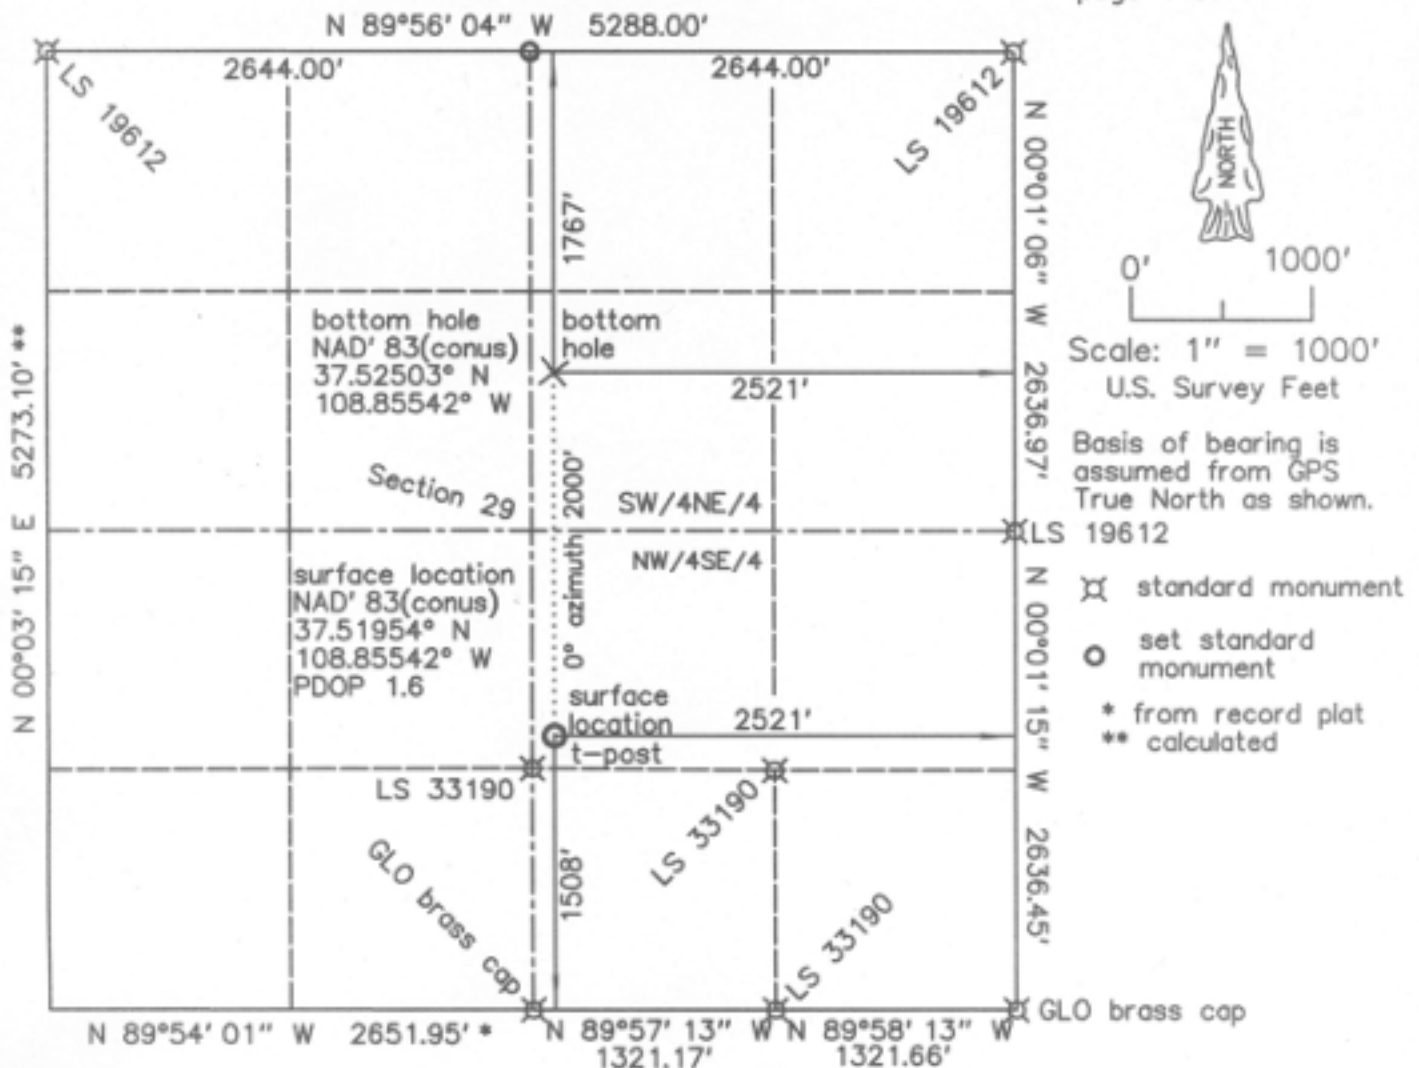 N 89°56' 04" W 5288.00'
2644.00'
2644.00'
LS 19612
LS 19612
NORTH
N 00°01' 06" W 2636.97'
1767'
0' 1000'
Scale: 1" = 1000'
U.S. Survey Feet
bottom hole
NAD' 83(conus)
37.52503° N
108.85542° W
bottom
hole
2521'
Basis of bearing is
assumed from GPS
True North as shown.
N 00°03' 15" E 5273.10' **
Section 29
0° azimuth 2000'
SW/4NE/4
NW/4SE/4
LS 19612
standard monument
set standard
monument
* from record plat
** calculated
surface location
NAD' 83(conus)
37.51954° N
108.85542° W
PDOP 1.6
surface
location
t-post
2521'
N 00°01' 15" W 2636.45'
LS 33190
LS 33190
LS 33190
1508'
GLO brass cap
GLO brass cap
N 89°54' 01" W 2651.95' *
N 89°57' 13" W
1321.17'
N 89°58' 13" W
1321.66'